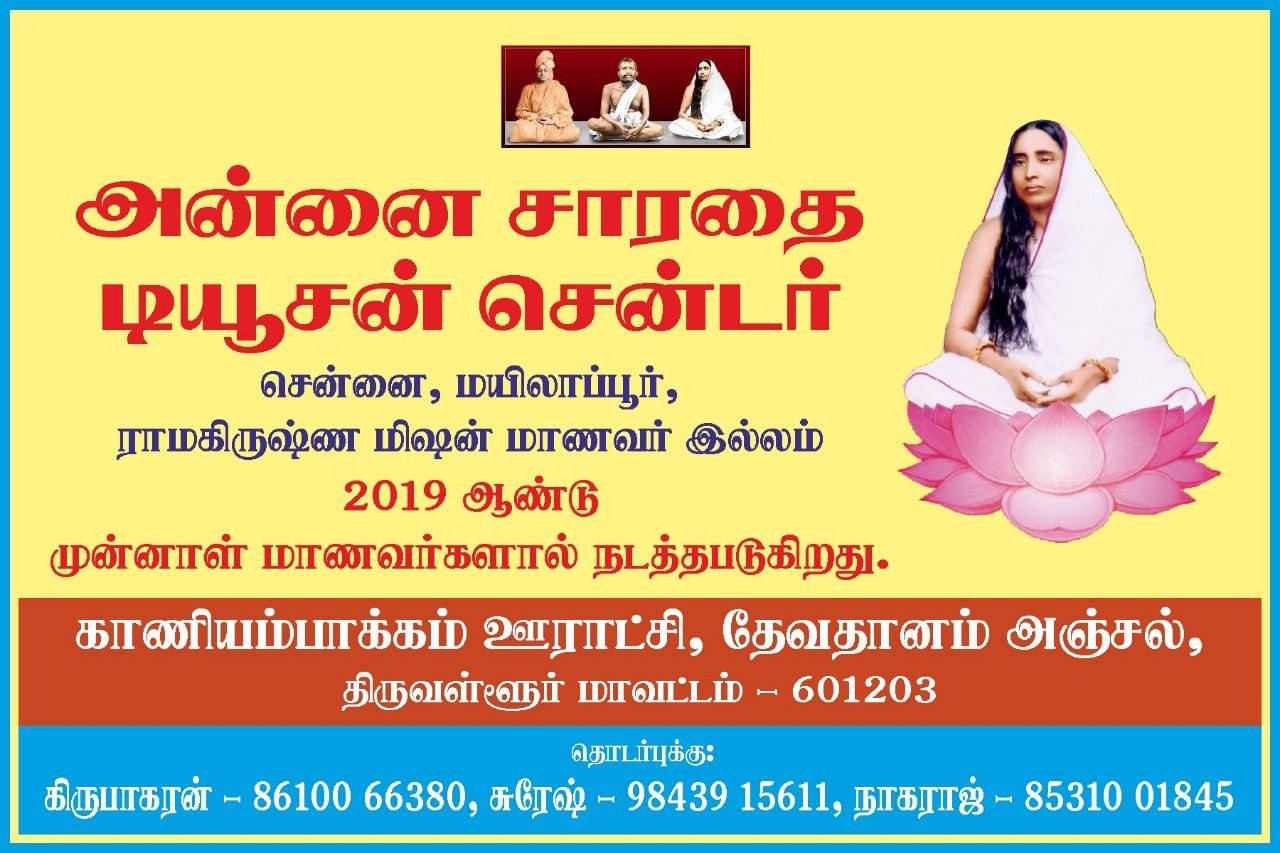 அன்னை சாரதை
டியூசன் சென்டர்
சென்னை, மயிலாப்பூர்,
ராமகிருஷ்ண மிஷன் மாணவர் இல்லம்
2019 ஆண்டு
முன்னாள் மாணவர்களால் நடத்தபடுகிறது.
காணியம்பாக்கம் ஊராட்சி, தேவதானம் அஞ்சல்,
திருவள்ளூர் மாவட்டம் – 601203
தொடர்புக்கு:
கிருபாகரன் – 86100 66380, சுரேஷ் – 98439 15611, நாகராஜ் – 85310 01845